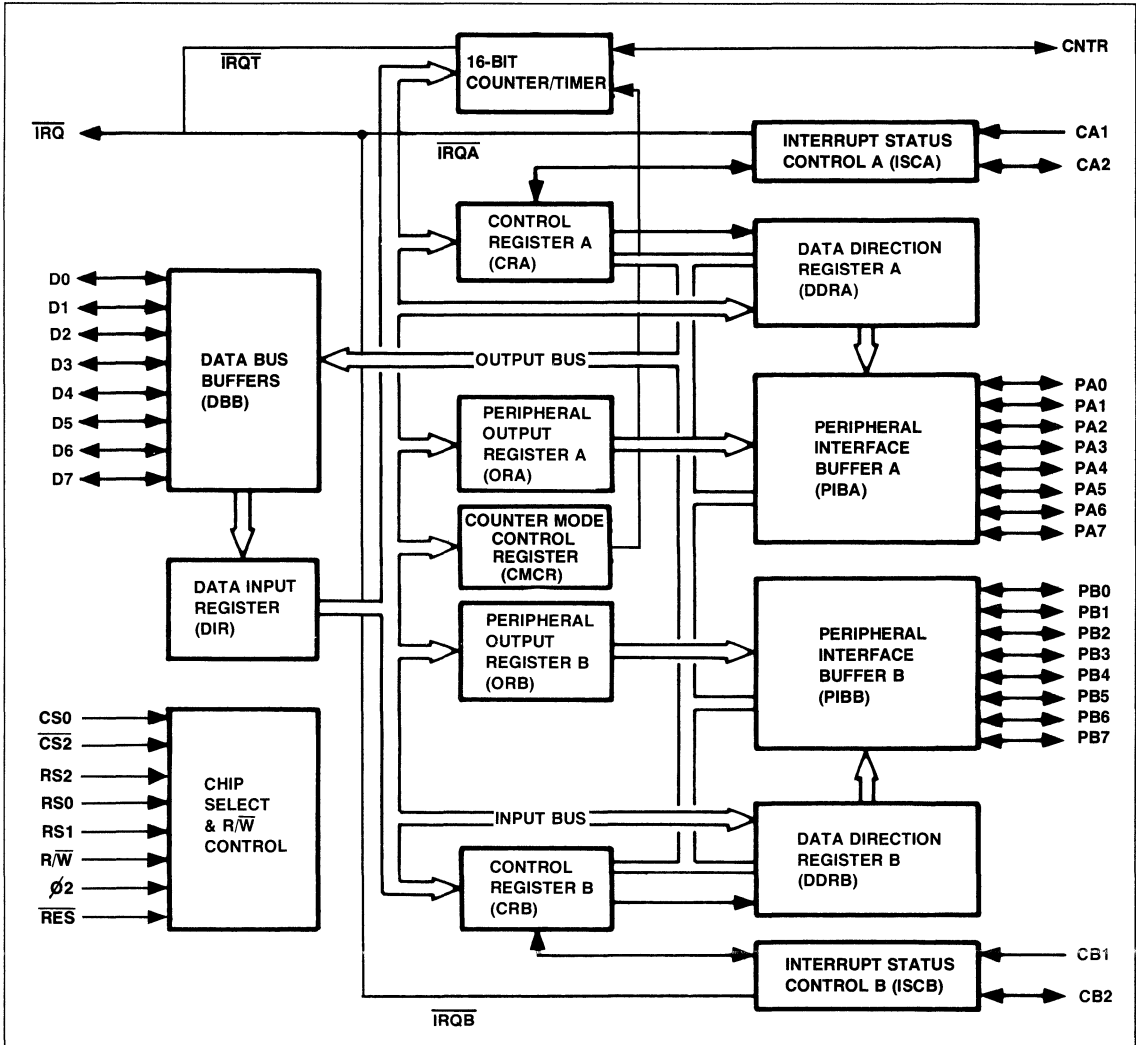 IRQT
16-BIT
COUNTER/TIMER
CNTR
IRQ
IRQA
INTERRUPT STATUS
CONTROL A (ISCA)
CA1
CA2
CONTROL
REGISTER A
(CRA)
DATA DIRECTION
REGISTER A
(DDRA)
D0
D1
D2
D3
D4
D5
D6
D7
DATA BUS
BUFFERS
(DBB)
OUTPUT BUS
PERIPHERAL
OUTPUT
REGISTER A
(ORA)
PERIPHERAL
INTERFACE
BUFFER A
(PIBA)
PA0
PA1
PA2
PA3
PA4
PA5
PA6
PA7
COUNTER MODE
CONTROL
REGISTER
(CMCR)
DATA INPUT
REGISTER
(DIR)
PERIPHERAL
OUTPUT
REGISTER B
(ORB)
PERIPHERAL
INTERFACE
BUFFER B
(PIBB)
PB0
PB1
PB2
PB3
PB4
PB5
PB6
PB7
CS0
CS2
RS2
RS0
RS1
R/W
ϕ2
RES
CHIP
SELECT
& R/W
CONTROL
INPUT BUS
CONTROL
REGISTER B
(CRB)
DATA DIRECTION
REGISTER B
(DDRB)
INTERRUPT STATUS
CONTROL B (ISCB)
CB1
CB2
IRQB